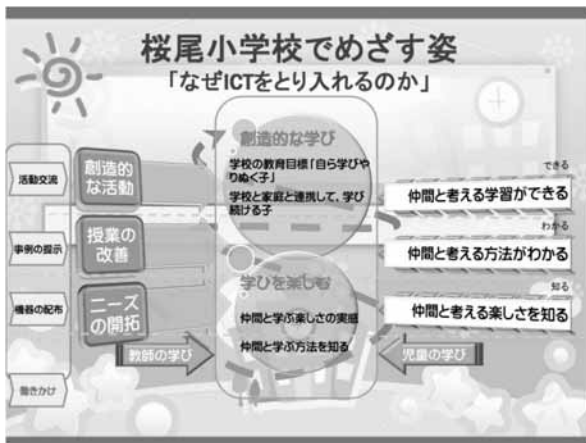 桜尾小学校でめざす姿
「なぜICTをとり入れるのか」
創造的な学び
学校の教育目標「自ら学びや
りぬく子」
学校と家庭と連携して、学び
続ける子
学びを楽しむ
仲間と学ぶ楽しさの実感
仲間と学ぶ方法を知る
活動交流
事例の提示
機器の配布
働きかけ
創造的
な活動
授業の
改善
ニーズ
の開拓
教師の学び
できる
仲間と考える学習ができる
わかる
仲間と考える方法がわかる
知る
仲間と考える楽しさを知る
児童の学び